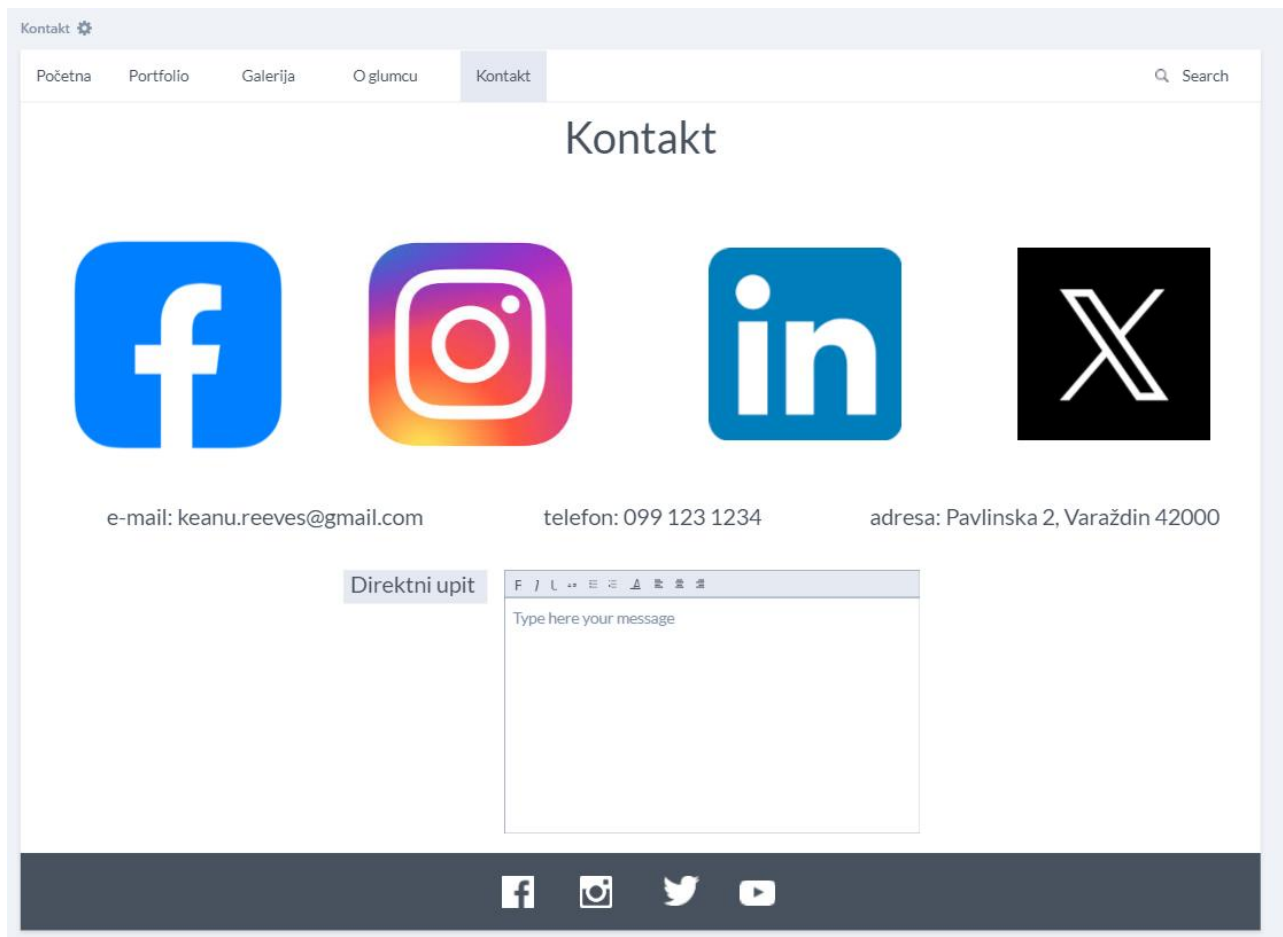 Kontakt
Početna Portfolio Galerija O glumcu Kontakt Search
Kontakt
f in X
e-mail: keanu.reeves@gmail.com telefon: 099 123 1234 adresa: Pavlinska 2, Varaždin 42000
Direktni upit
Type here your message